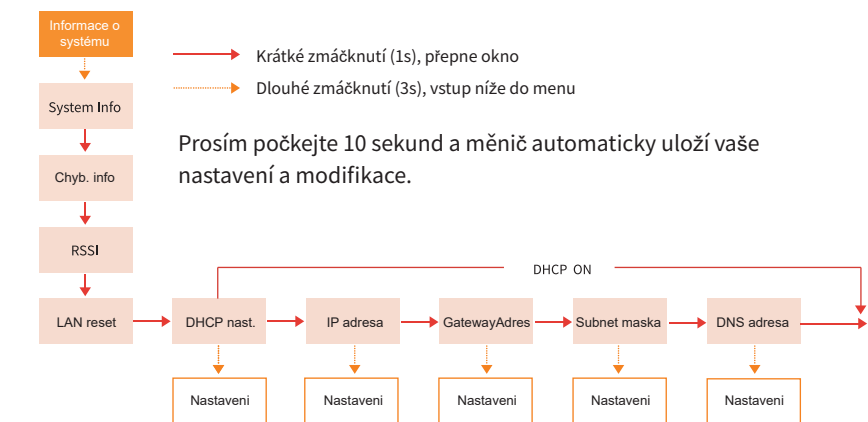 Informace o
systému
Krátké zmáčknutí (1s), přepne okno
Dlouhé zmáčknutí (3s), vstup níže do menu
System Info
Prosím počkejte 10 sekund a měnič automaticky uloží vaše
nastavení a modifikace.
Chyb. info
RSSI
DHCP ON
LAN reset
DHCP nast.
IP adresa
GatewayAdres
Subnet maska
DNS adresa
Nastaveni
Nastaveni
Nastaveni
Nastaveni
Nastaveni